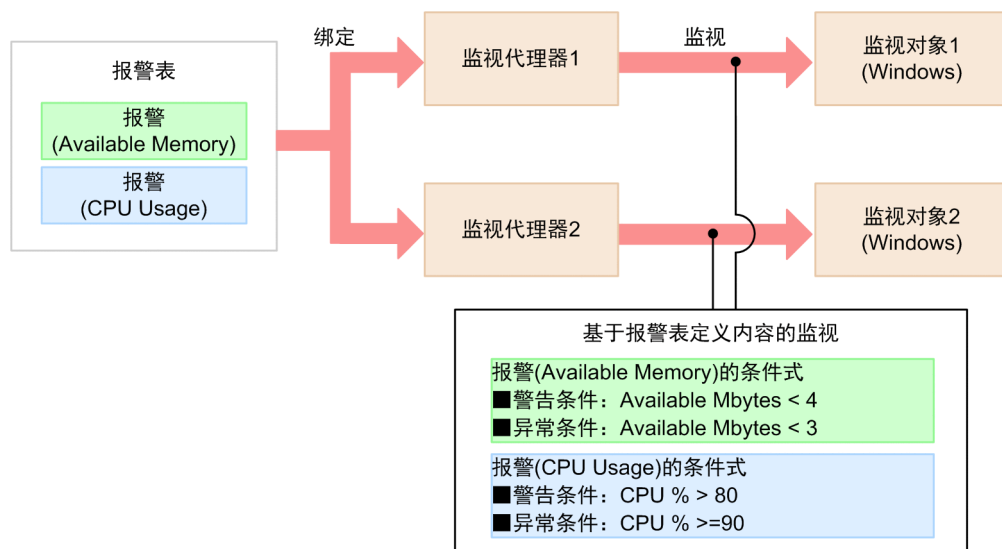 报警表
报警
(Available Memory)
报警
(CPU Usage)
绑定
监视代理器1
监视
监视对象1
(Windows)
监视代理器2
监视对象2
(Windows)
基于报警表定义内容的监视
报警(Available Memory)的条件式
■警告条件：Available Mbytes < 4
■异常条件：Available Mbytes < 3
报警(CPU Usage)的条件式
■警告条件：CPU % > 80
■异常条件：CPU % >=90